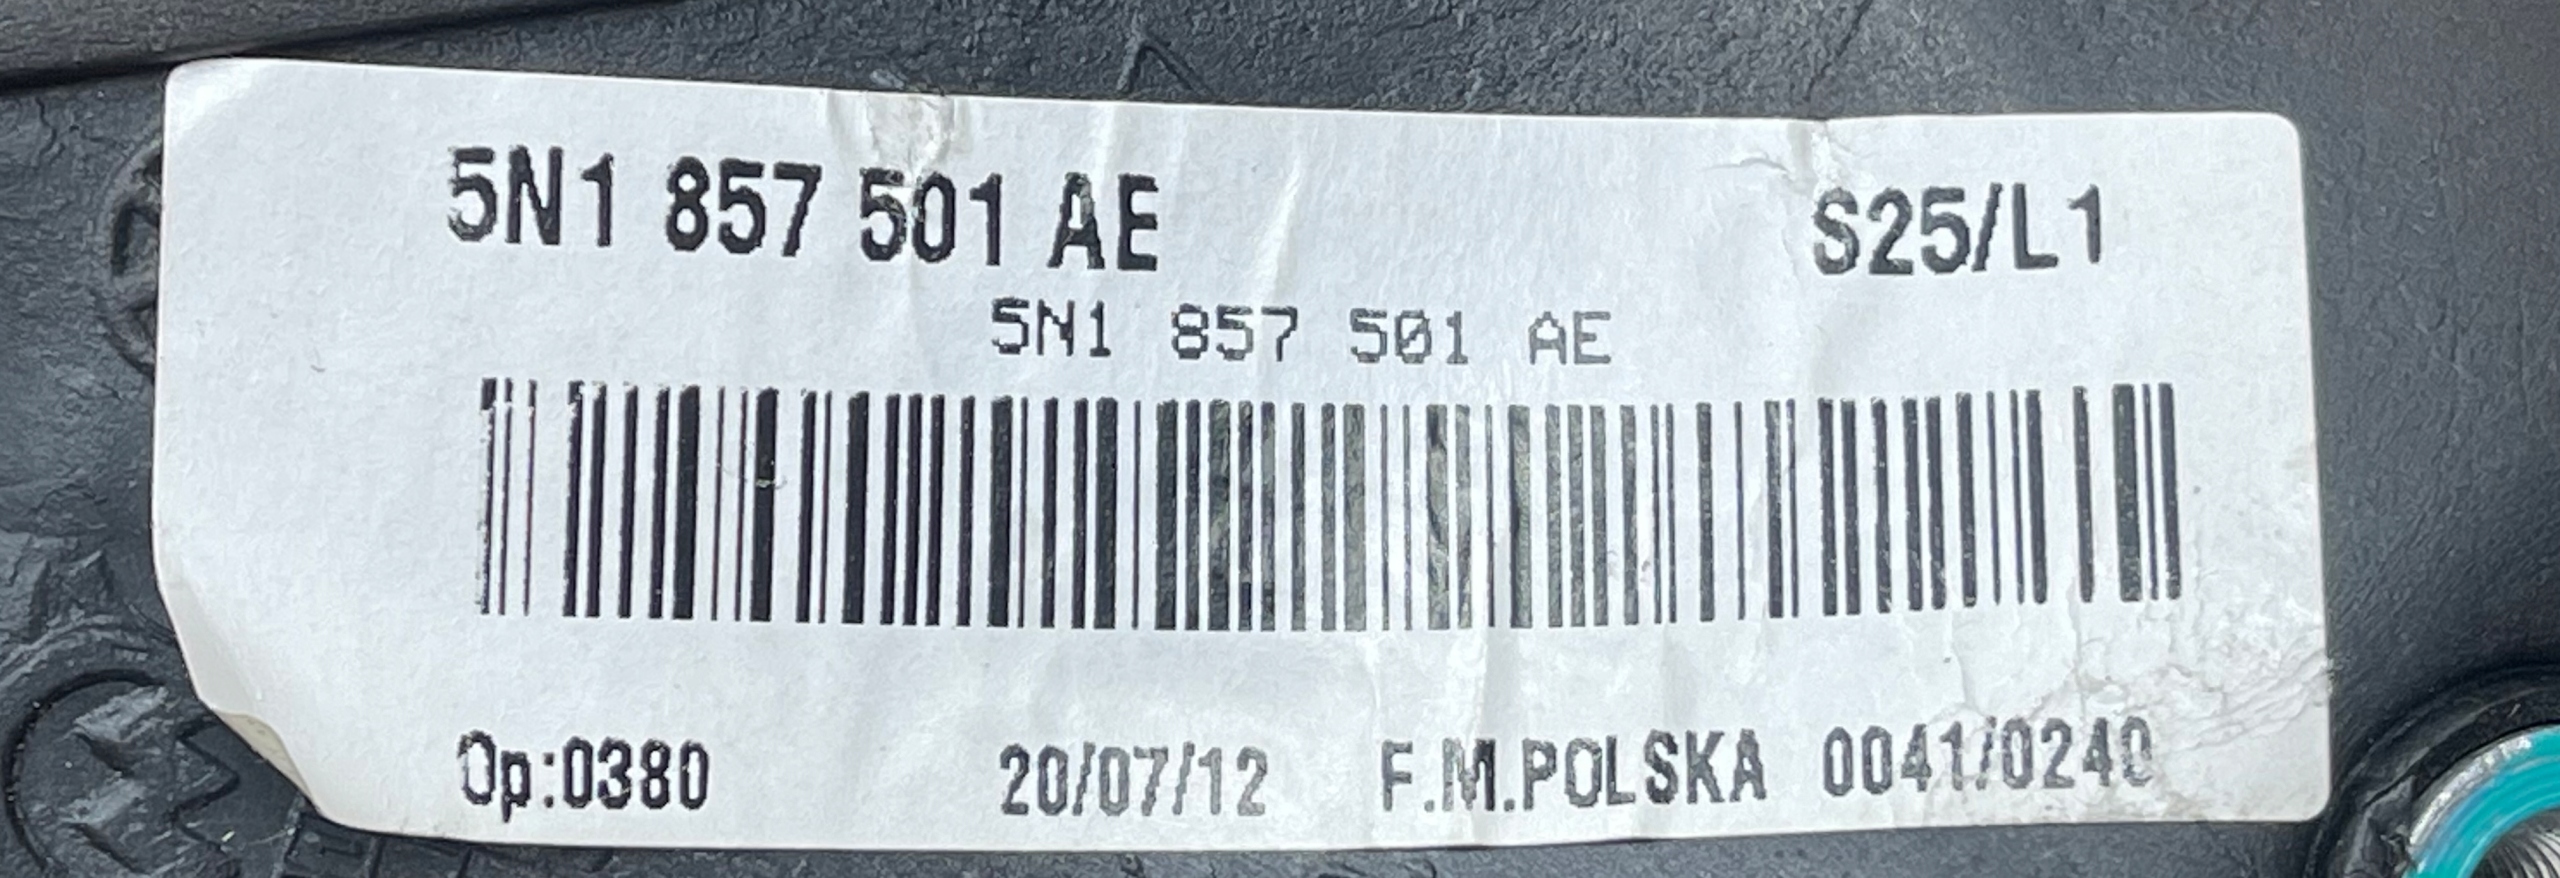 5N1 857 501 AE S25/L1
5N1 857 501 AE
Op:0380 20/07/12 F.M.POLSKA 0041/0240